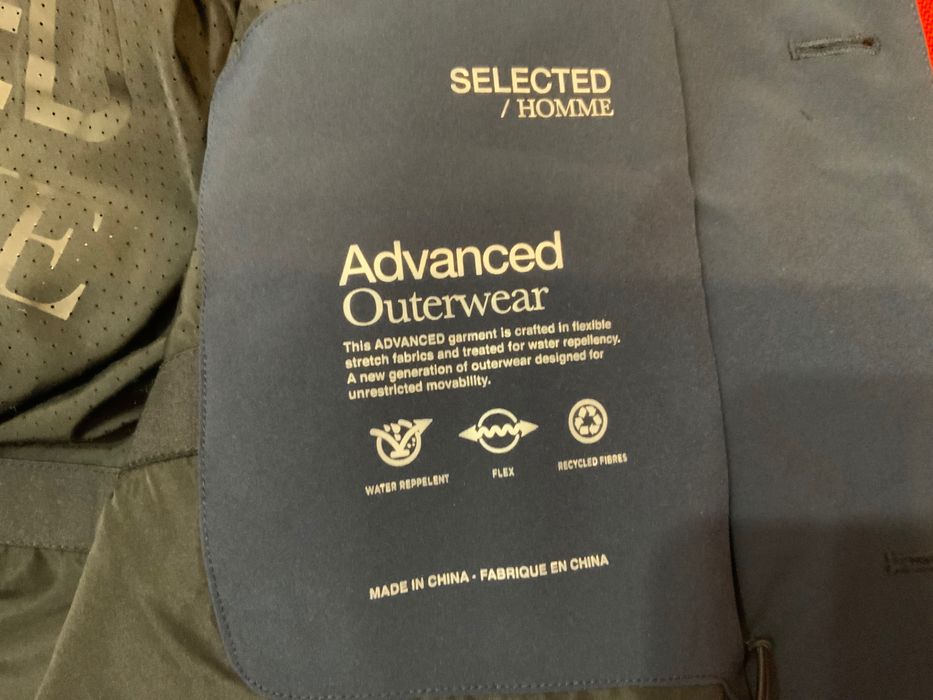 SELECTED
/ HOMME
Advanced
Outerwear
This ADVANCED garment is crafted in flexible
stretch fabrics and treated for water repellency.
A new generation of outerwear designed for
unrestricted movability.
WATER REPPELENT
FLEX
RECYCLED FIBRES
MADE IN CHINA · FABRIQUE EN CHINA